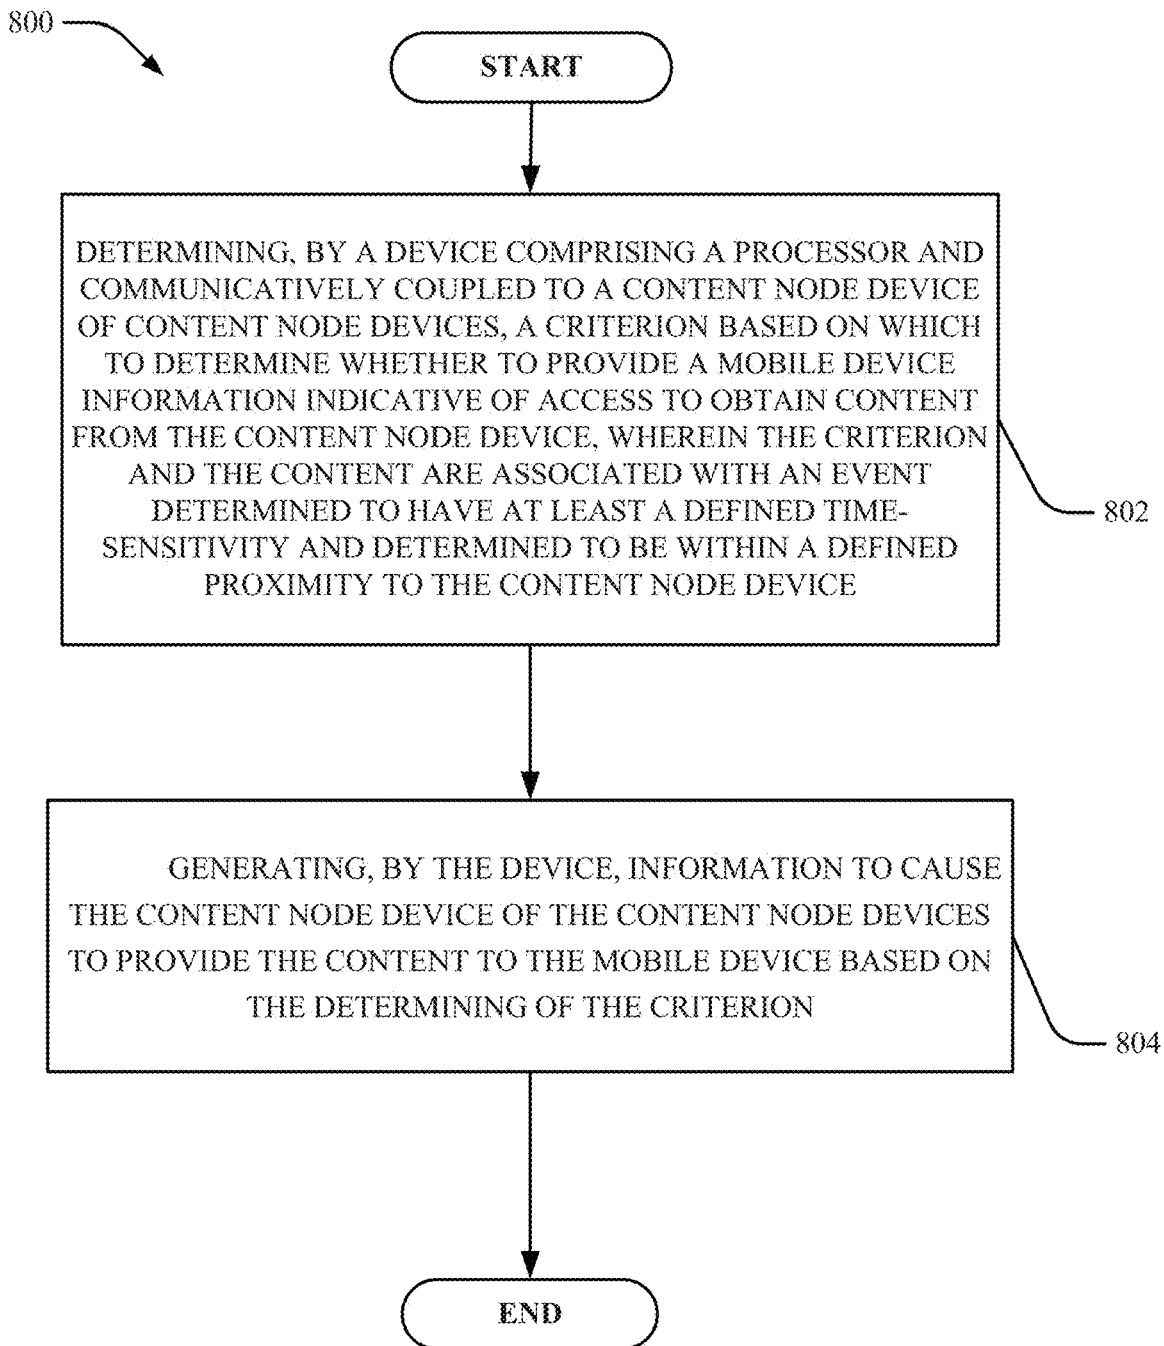 800
START
DETERMINING, BY A DEVICE COMPRISING A PROCESSOR AND
COMMUNICATIVELY COUPLED TO A CONTENT NODE DEVICE
OF CONTENT NODE DEVICES, A CRITERION BASED ON WHICH
TO DETERMINE WHETHER TO PROVIDE A MOBILE DEVICE
INFORMATION INDICATIVE OF ACCESS TO OBTAIN CONTENT
FROM THE CONTENT NODE DEVICE, WHEREIN THE CRITERION
AND THE CONTENT ARE ASSOCIATED WITH AN EVENT
DETERMINED TO HAVE AT LEAST A DEFINED TIME-
SENSITIVITY AND DETERMINED TO BE WITHIN A DEFINED
PROXIMITY TO THE CONTENT NODE DEVICE
802
GENERATING, BY THE DEVICE, INFORMATION TO CAUSE
THE CONTENT NODE DEVICE OF THE CONTENT NODE DEVICES
TO PROVIDE THE CONTENT TO THE MOBILE DEVICE BASED ON
THE DETERMINING OF THE CRITERION
804
END